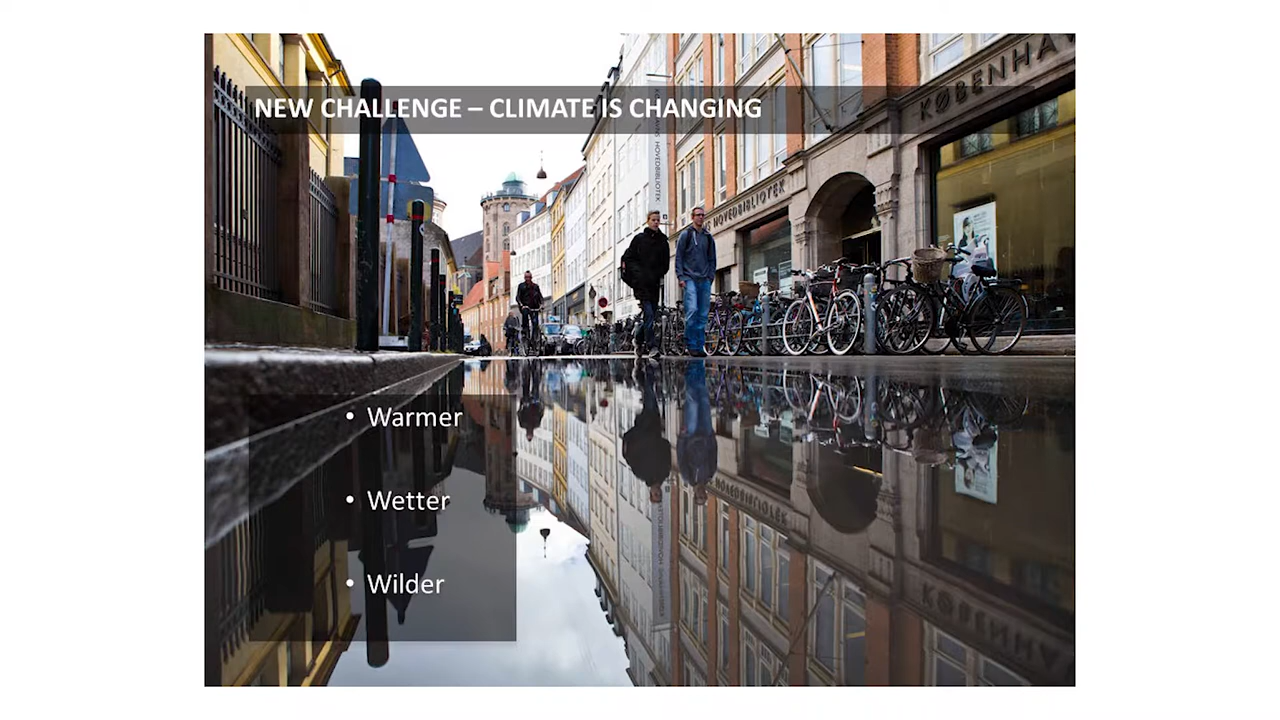 NEW CHALLENGE – CLIMATE IS CHANGING
KØBENHA
HOVEDBIBLIOTEK
• Warmer
• Wetter
• Wilder